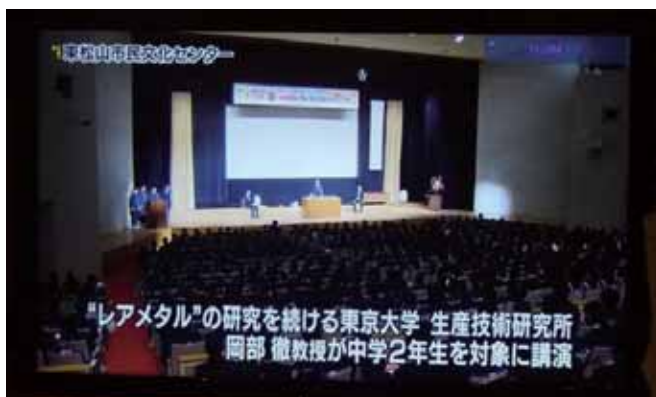 東松山市民文化センター
“レアメタル”の研究を続ける東京大学 生産技術研究所
岡部 徹教授が中学2年生を対象に講演